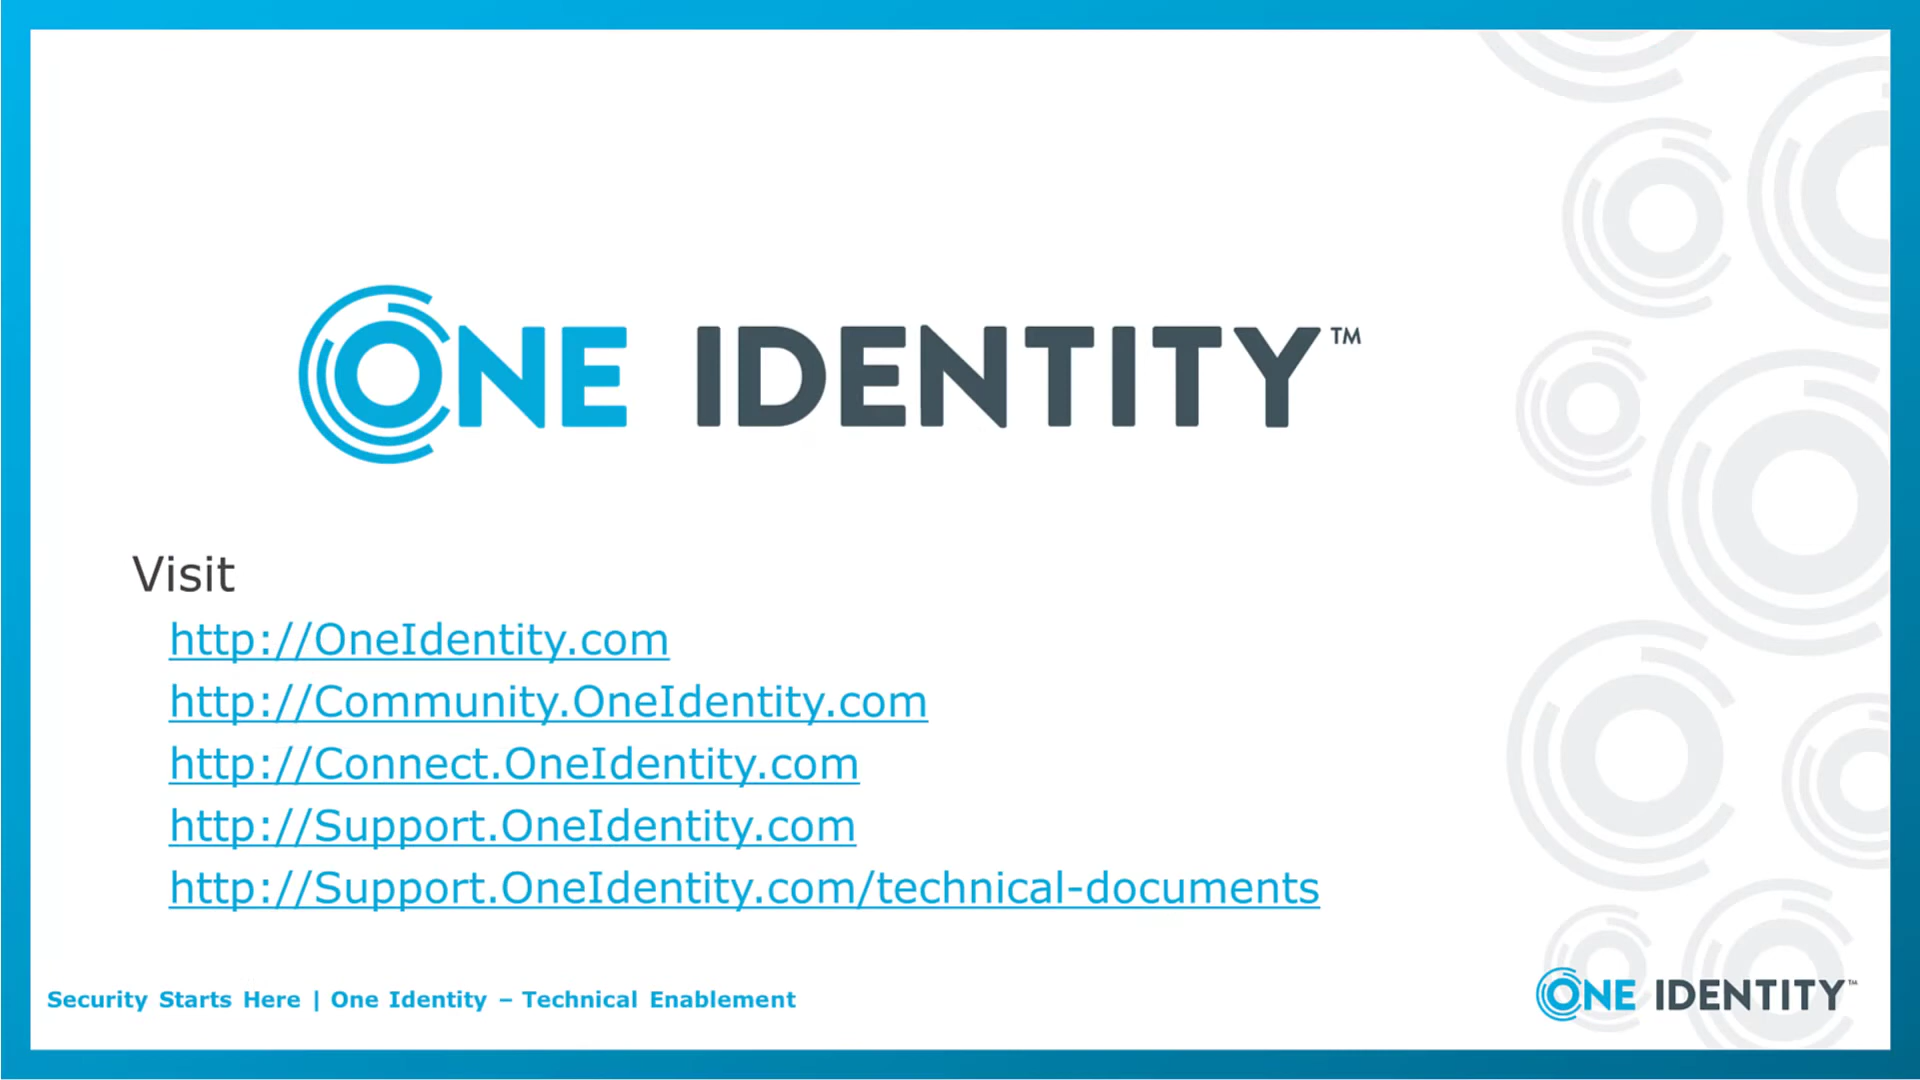 ONE IDENTITY™
Visit
http://OneIdentity.com
http://Community.OneIdentity.com
http://Connect.OneIdentity.com
http://Support.OneIdentity.com
http://Support.OneIdentity.com/technical-documents
Security Starts Here | One Identity – Technical Enablement
ONE IDENTITY™